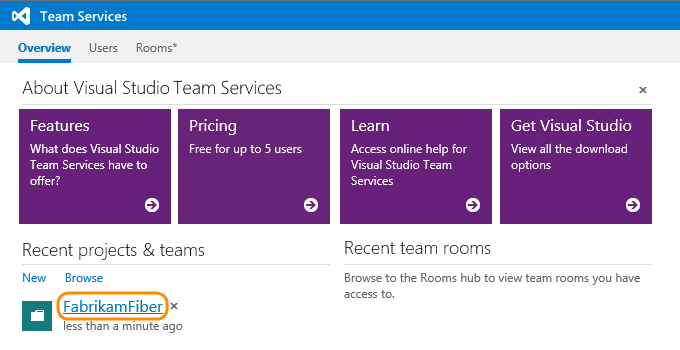 Team Services
Overview Users Rooms*
About Visual Studio Team Services
Features
What does Visual Studio
Team Services have to
offer?
Pricing
Free for up to 5 users
Learn
Access online help for
Visual Studio Team
Services
Get Visual Studio
View all the download
options
Recent projects & teams
New Browse
FabrikamFiber
less than a minute ago
Recent team rooms
Browse to the Rooms hub to view team rooms you have
access to.